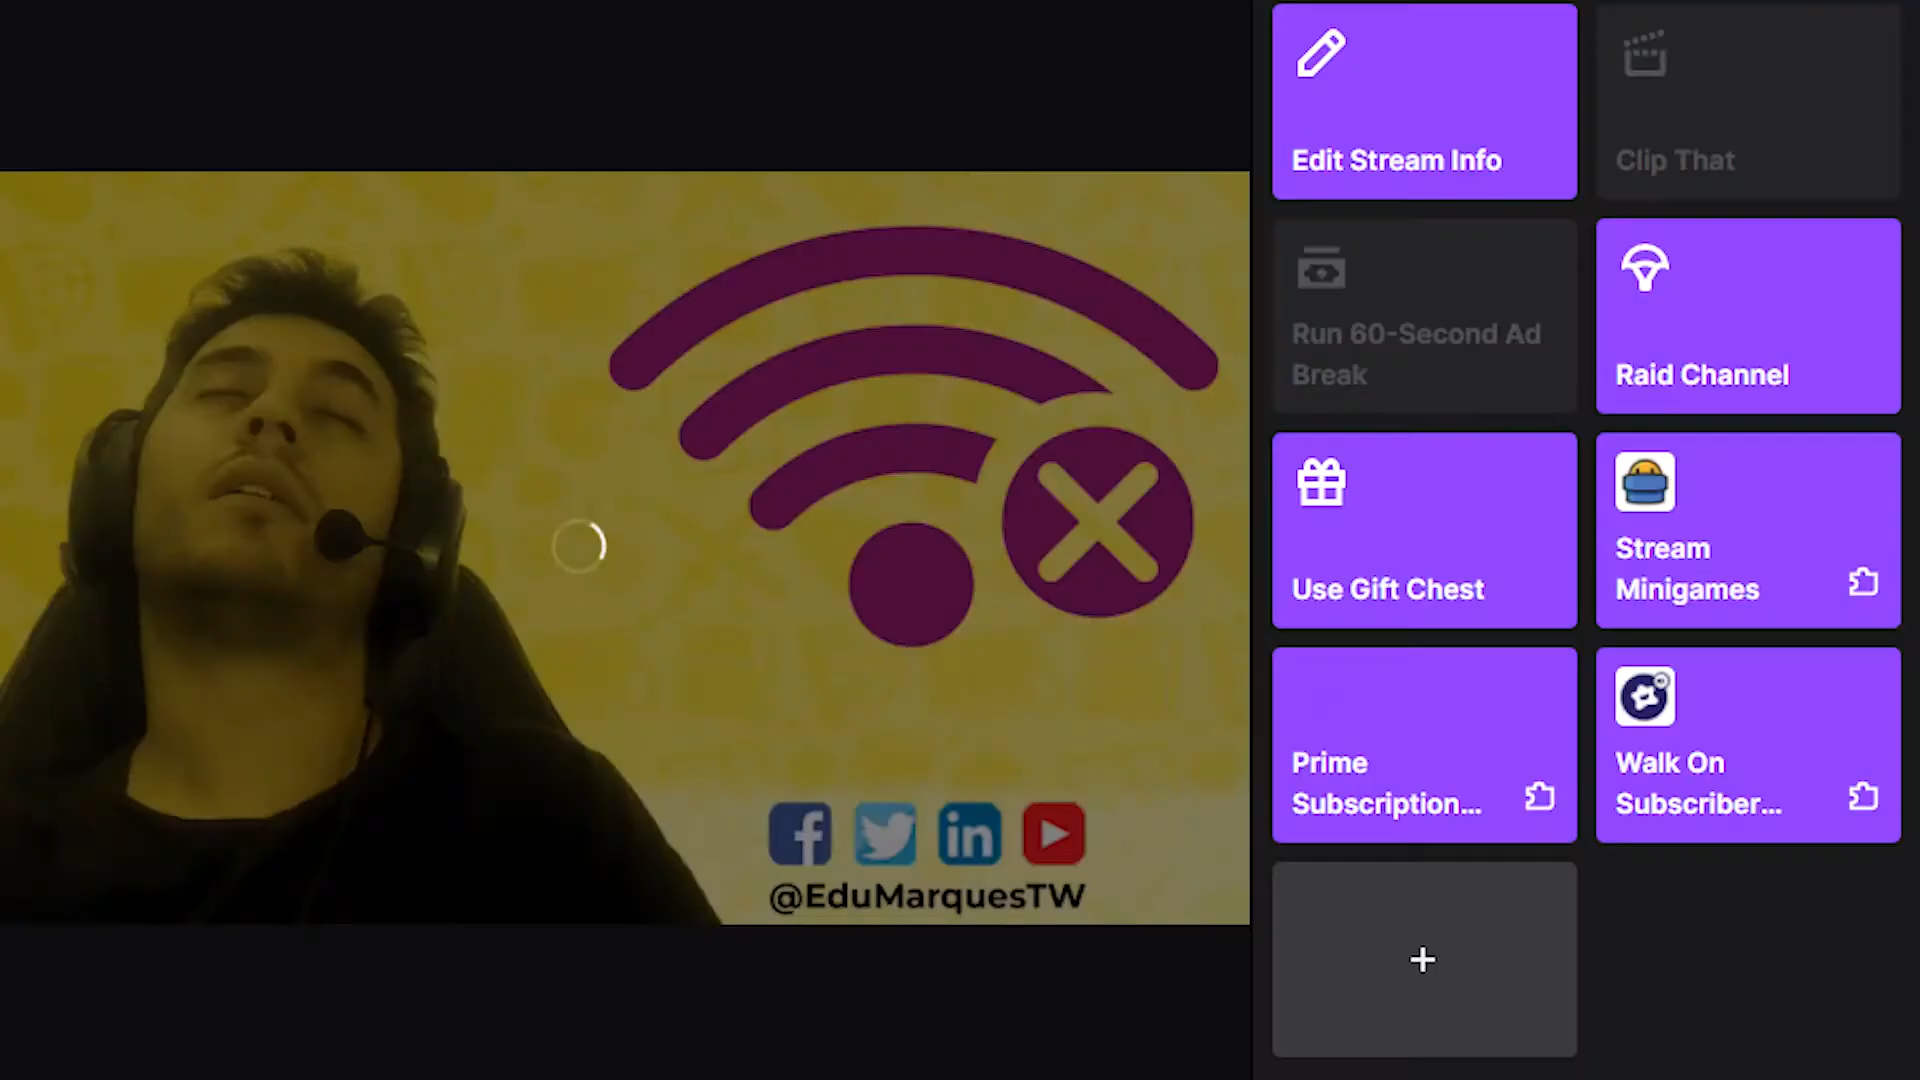 Edit Stream Info
Clip That
Run 60-Second Ad
Break
Raid Channel
Use Gift Chest
Stream
Minigames
Prime
Subscription...
Walk On
Subscriber...
+
f
in
@EduMarquesTW